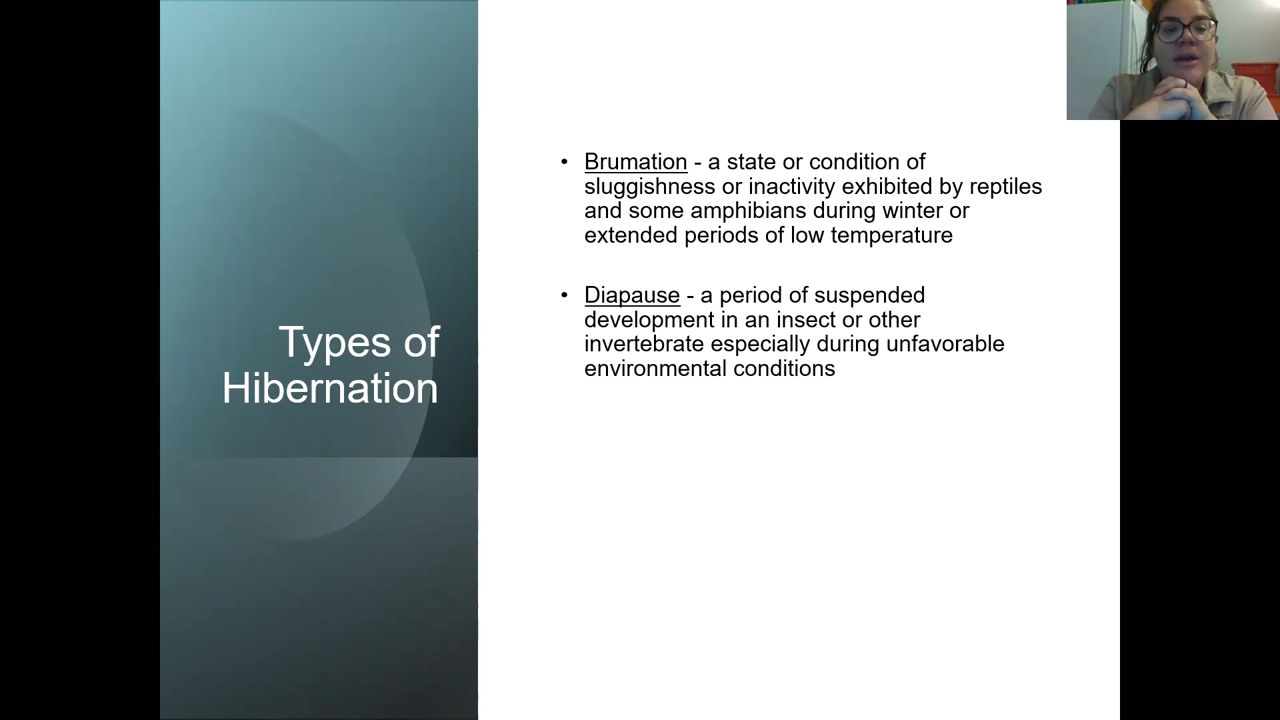 Types of
Hibernation
• Brumation - a state or condition of
sluggishness or inactivity exhibited by reptiles
and some amphibians during winter or
extended periods of low temperature
• Diapause - a period of suspended
development in an insect or other
invertebrate especially during unfavorable
environmental conditions